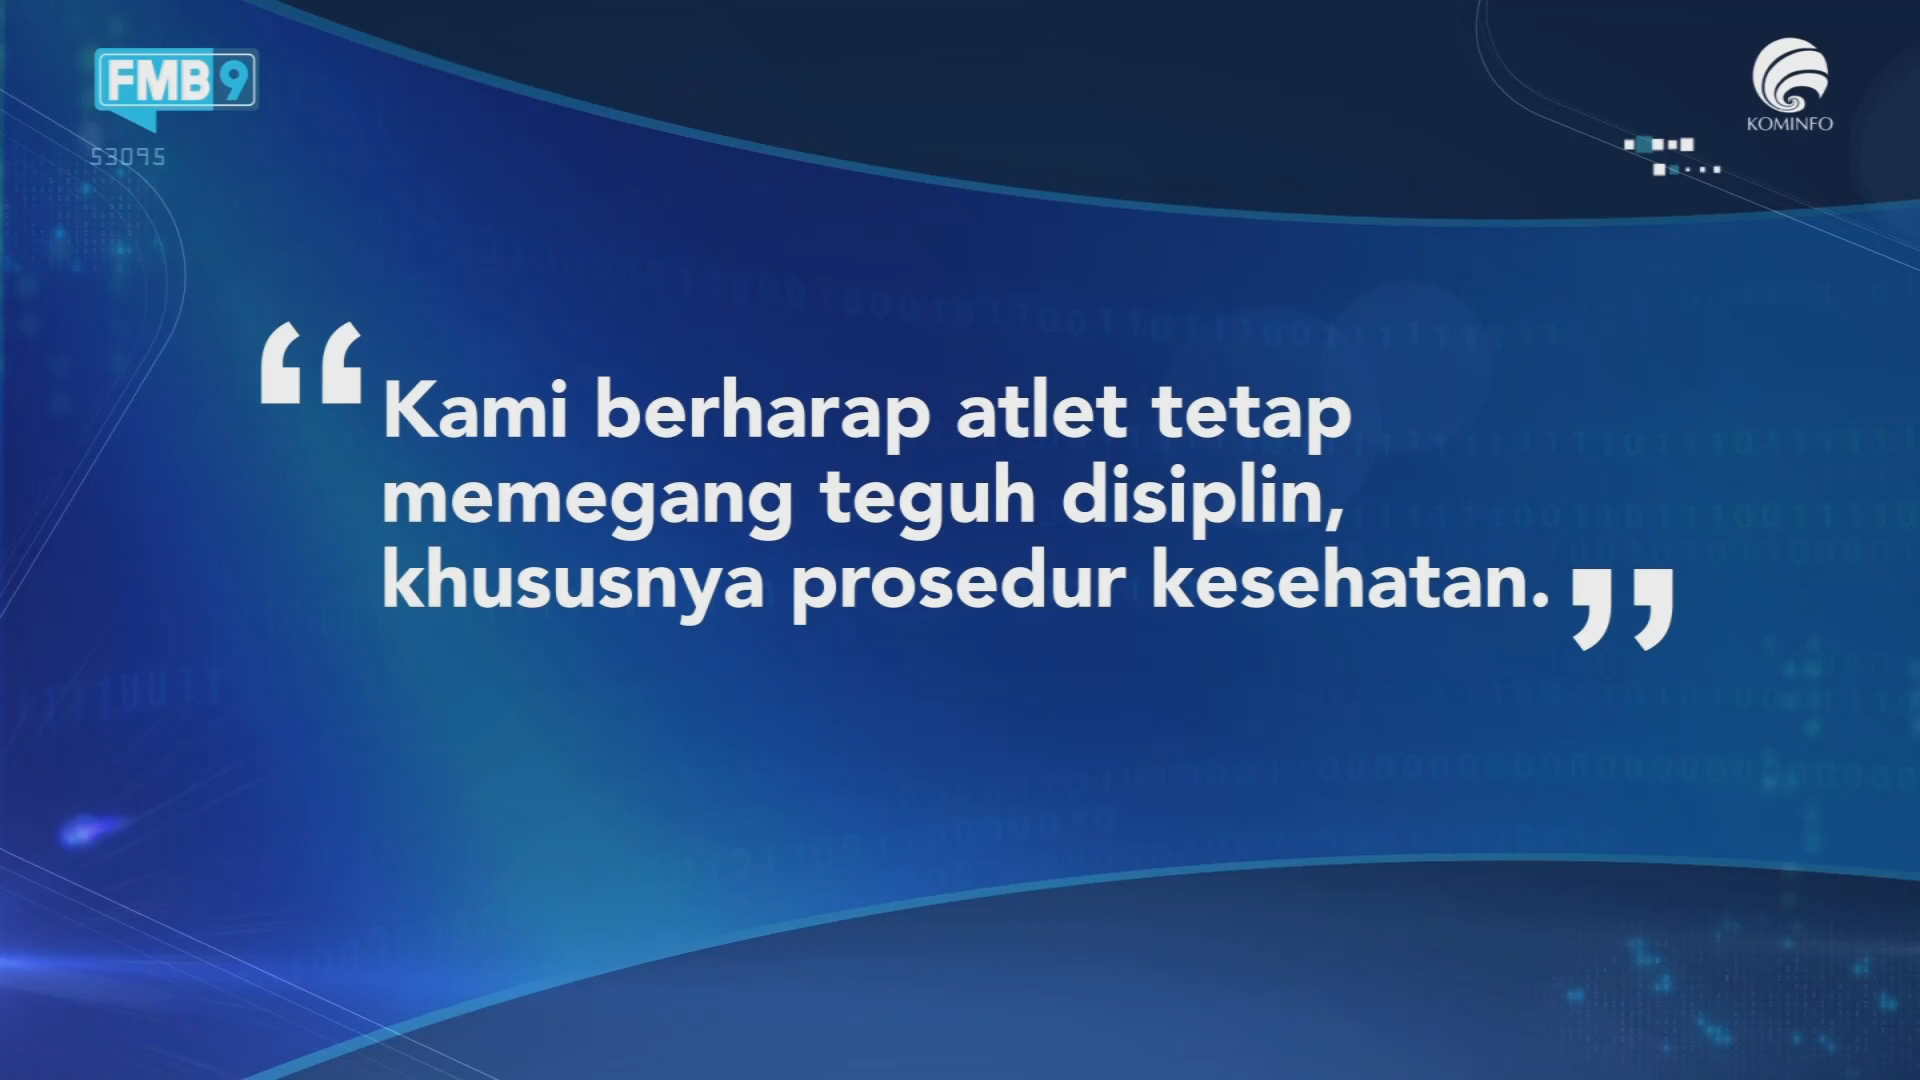 FMB9
53095
KOMINFO
“Kami berharap atlet tetap
memegang teguh disiplin,
khususnya prosedur kesehatan.”